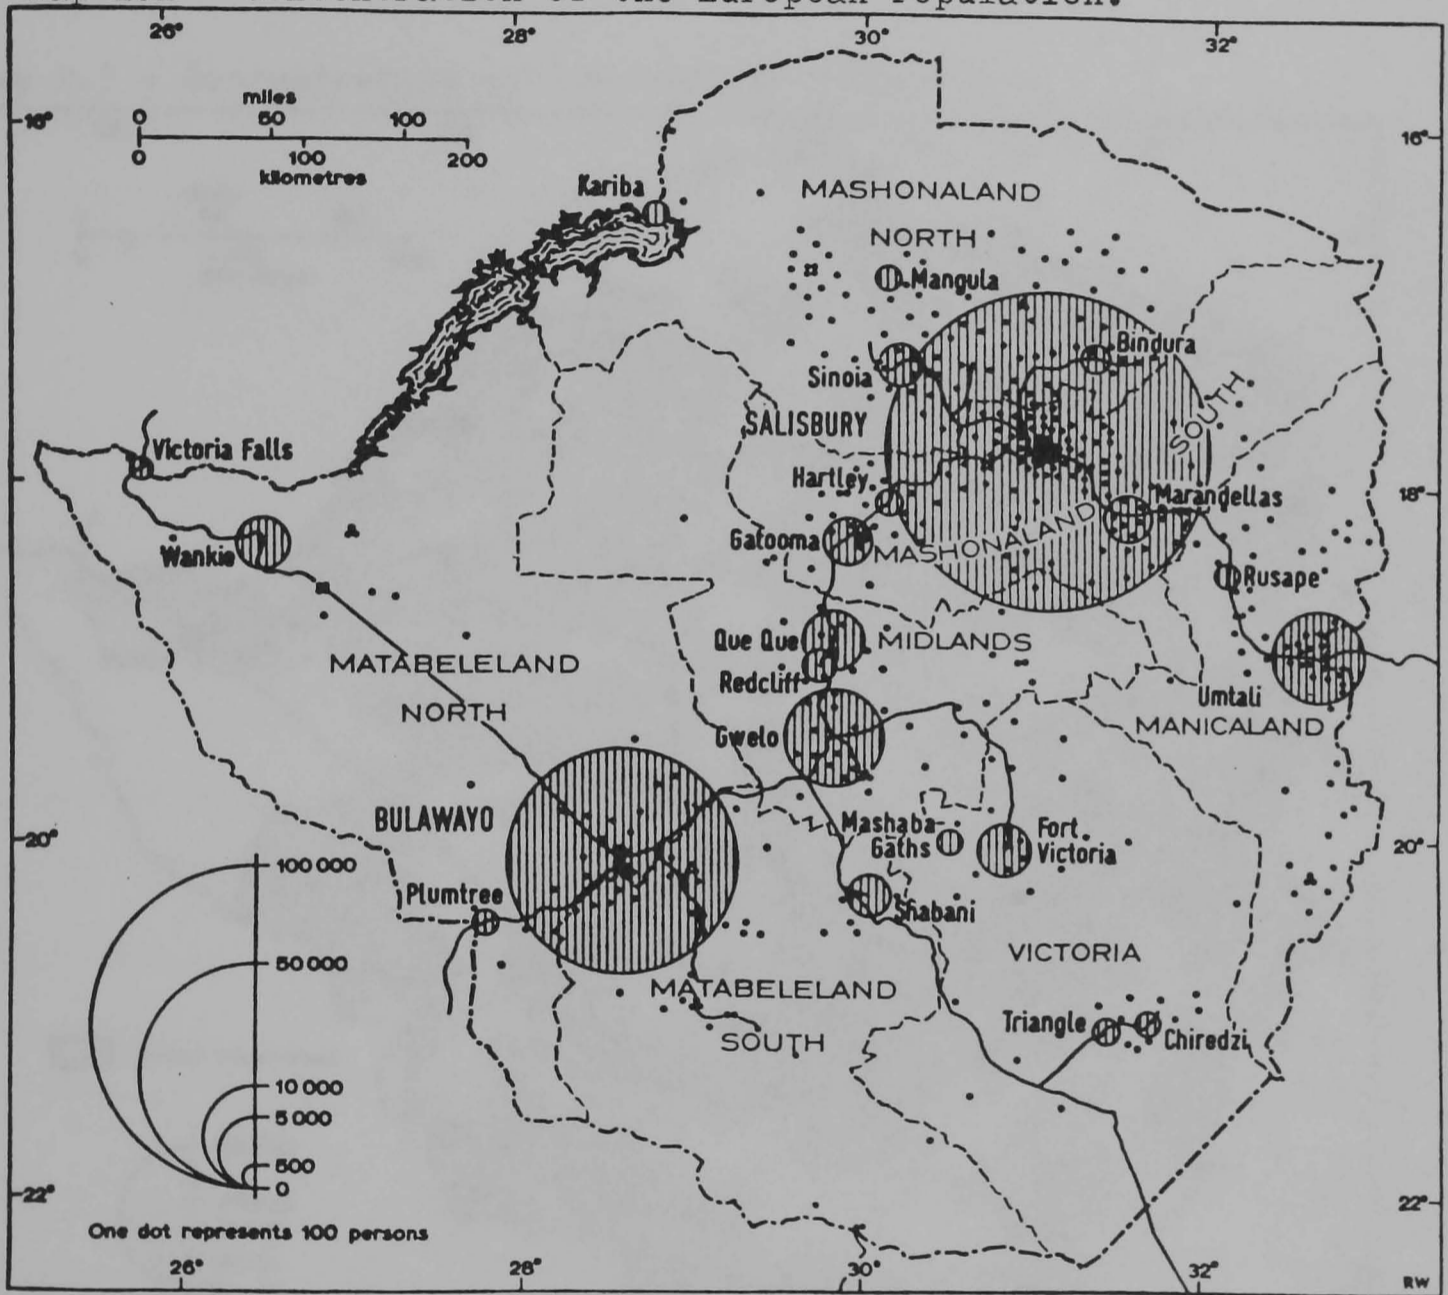 of the European Population.
26° 28° 30° 32°
miles
0 50 100
0 100 200
kilometres
16° 16°
Kariba
MASHONALAND
NORTH
Mangula
Bindura
Sinoia
SOUTH
SALISBURY
Victoria Falls
Hartley
Marandellas
18°
Gatooma
MASHONALAND
Wankie
Rusape
Que Que
MIDLANDS
MATABELELAND
Redcliff
Umtali
NORTH
MANICALAND
Gwelo
BULAWAYO
Mashaba-
Gaths
Fort
Victoria
20° 20°
100 000
Plumtree
Shabani
50 000
VICTORIA
MATABELELAND
SOUTH
Triangle
Chiredzi
10 000
5 000
500
0
22° 22°
One dot represents 100 persons
26° 28° 30° 32°
RW